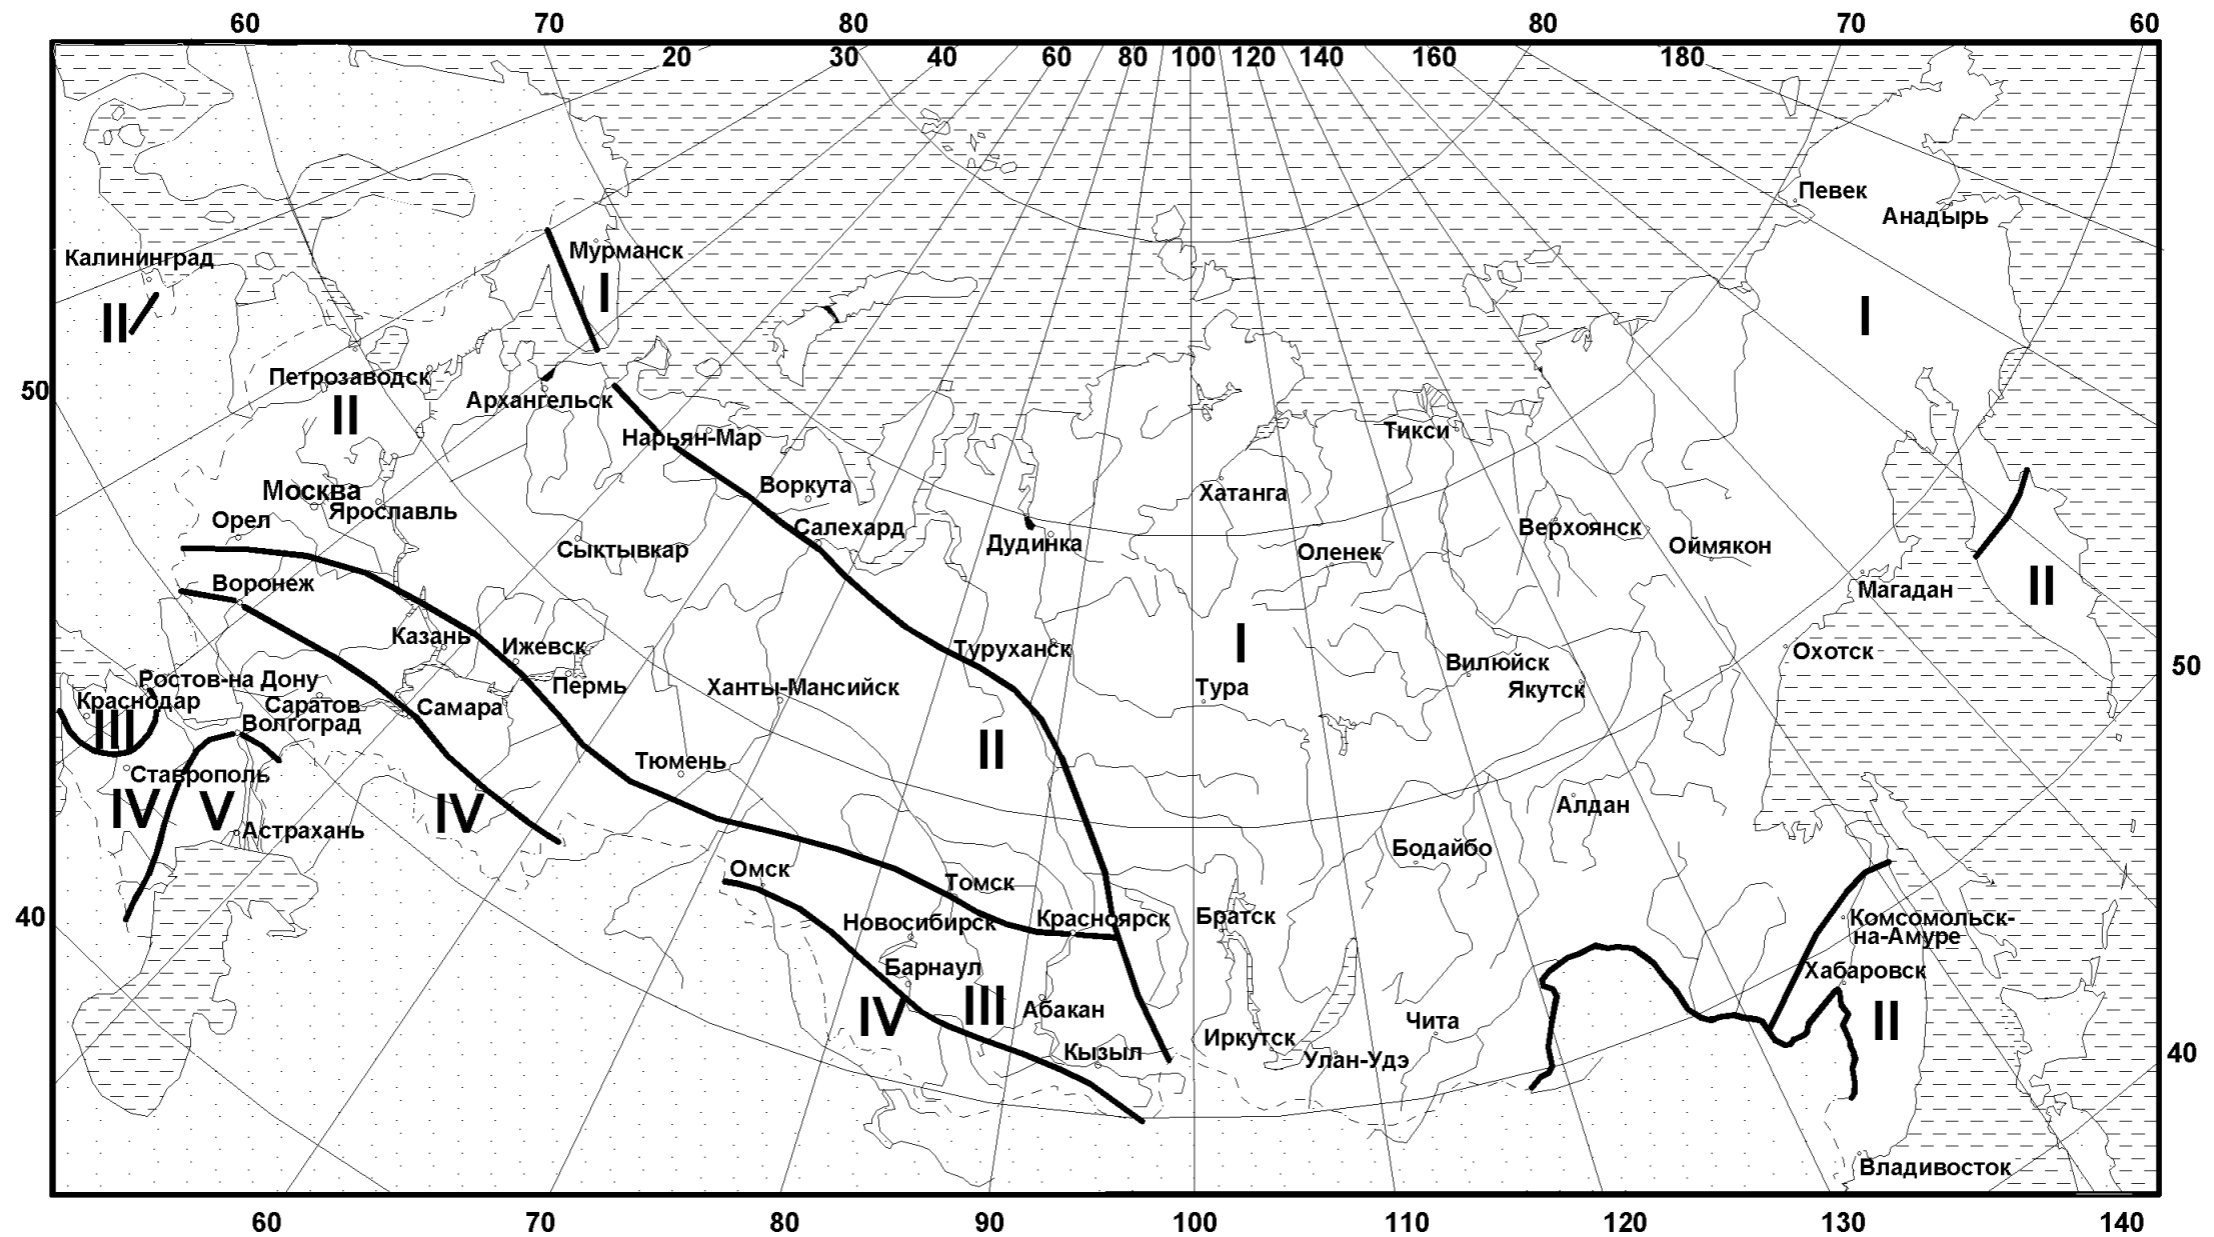 60 70 80 80 70 60
20 30 40 60 80 100 120 140 160 180
Певек
Анадырь
Мурманск
Калининград
I
I
II
Петрозаводск
50
Архангельск
II
Нарьян-Мар
Тикси
Воркута
Москва
Хатанга
Ярославль
Орел
Салехард
Верхоянск
Дудинка
Оймякон
Сыктывкар
Оленек
Воронеж
Магадан
II
Казань
Ижевск
Туруханск
I
Охотск
Вилюйск
50
Ростов-на Дону
Пермь
Ханты-Мансийск
Тура
Якутск
Краснодар
Саратов
Самара
Волгоград
III
II
Тюмень
Ставрополь
IV
V
IV
Алдан
Астрахань
Бодайбо
Омск
Томск
40
Новосибирск
Красноярск
Братск
Комсомольск-
на-Амуре
Барнаул
Хабаровск
IV
III
Абакан
Чита
II
Иркутск
Кызыл
Улан-Удэ
40
Владивосток
60 70 80 90 100 110 120 130 140